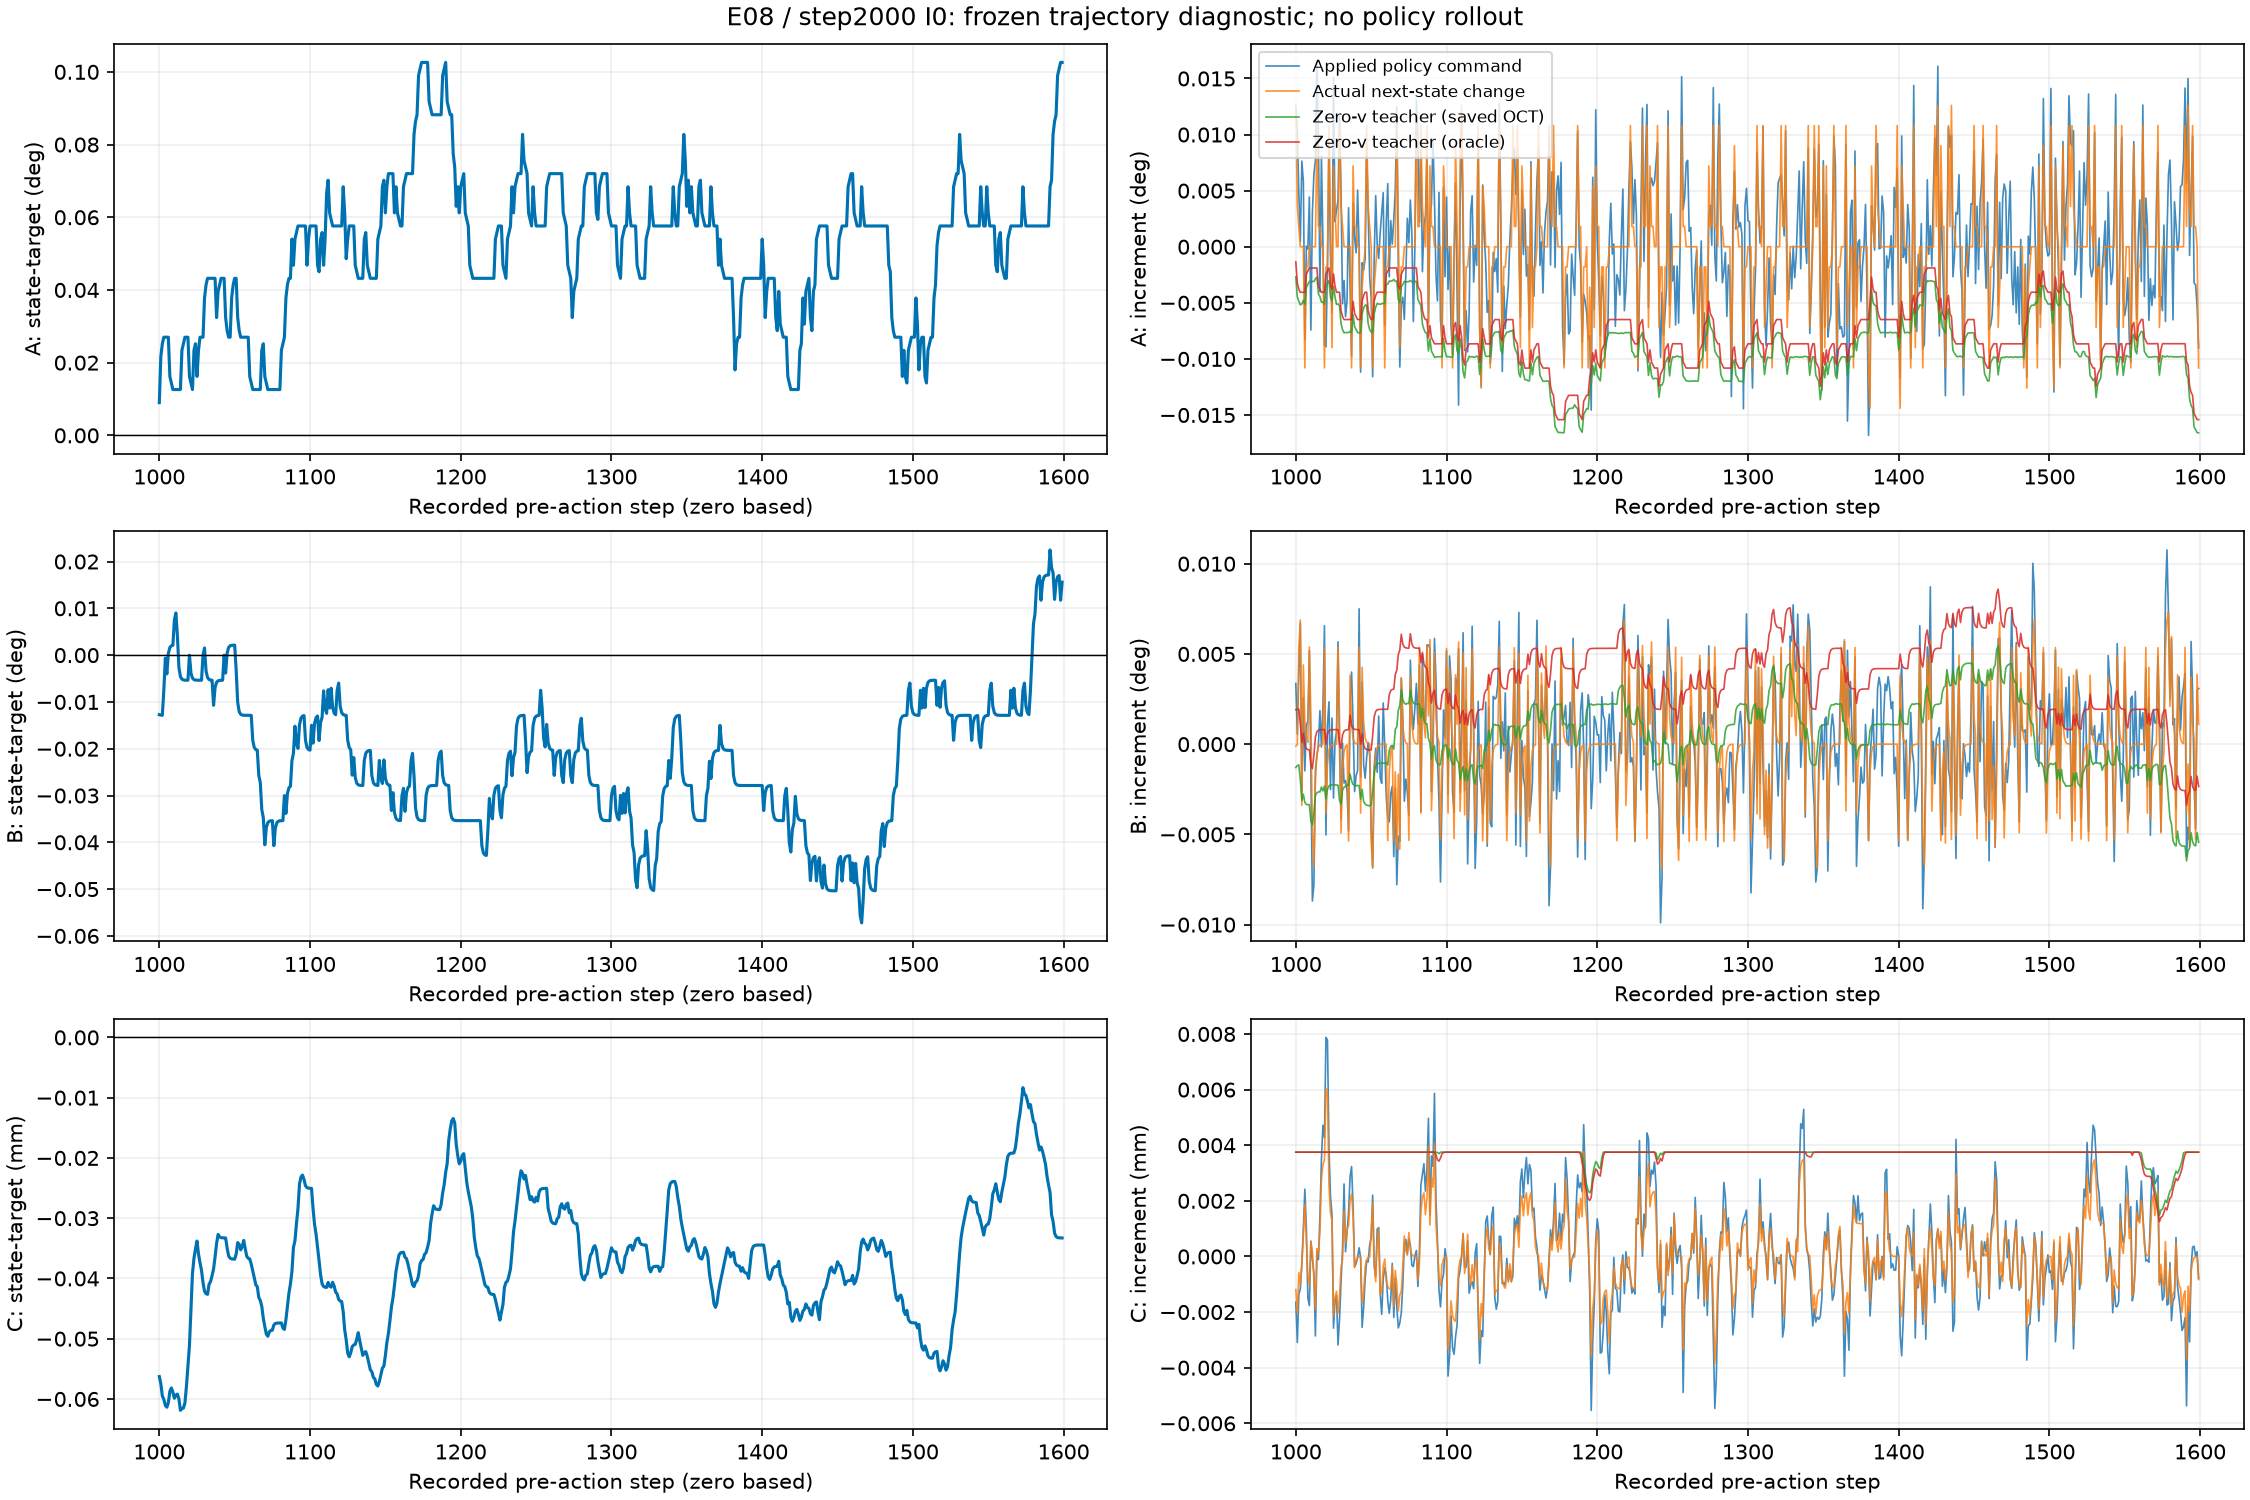 E08 / step2000 I0: frozen trajectory diagnostic; no policy rollout
A: state-target (deg)
0.10
0.08
0.06
0.04
0.02
0.00
1000 1100 1200 1300 1400 1500 1600
Recorded pre-action step (zero based)
A: increment (deg)
Applied policy command
Actual next-state change
Zero-v teacher (saved OCT)
Zero-v teacher (oracle)
0.015
0.010
0.005
0.000
−0.005
−0.010
−0.015
1000 1100 1200 1300 1400 1500 1600
Recorded pre-action step
B: state-target (deg)
0.02
0.01
0.00
−0.01
−0.02
−0.03
−0.04
−0.05
−0.06
1000 1100 1200 1300 1400 1500 1600
Recorded pre-action step (zero based)
B: increment (deg)
0.010
0.005
0.000
−0.005
−0.010
1000 1100 1200 1300 1400 1500 1600
Recorded pre-action step
C: state-target (mm)
0.00
−0.01
−0.02
−0.03
−0.04
−0.05
−0.06
1000 1100 1200 1300 1400 1500 1600
Recorded pre-action step (zero based)
C: increment (mm)
0.008
0.006
0.004
0.002
0.000
−0.002
−0.004
−0.006
1000 1100 1200 1300 1400 1500 1600
Recorded pre-action step